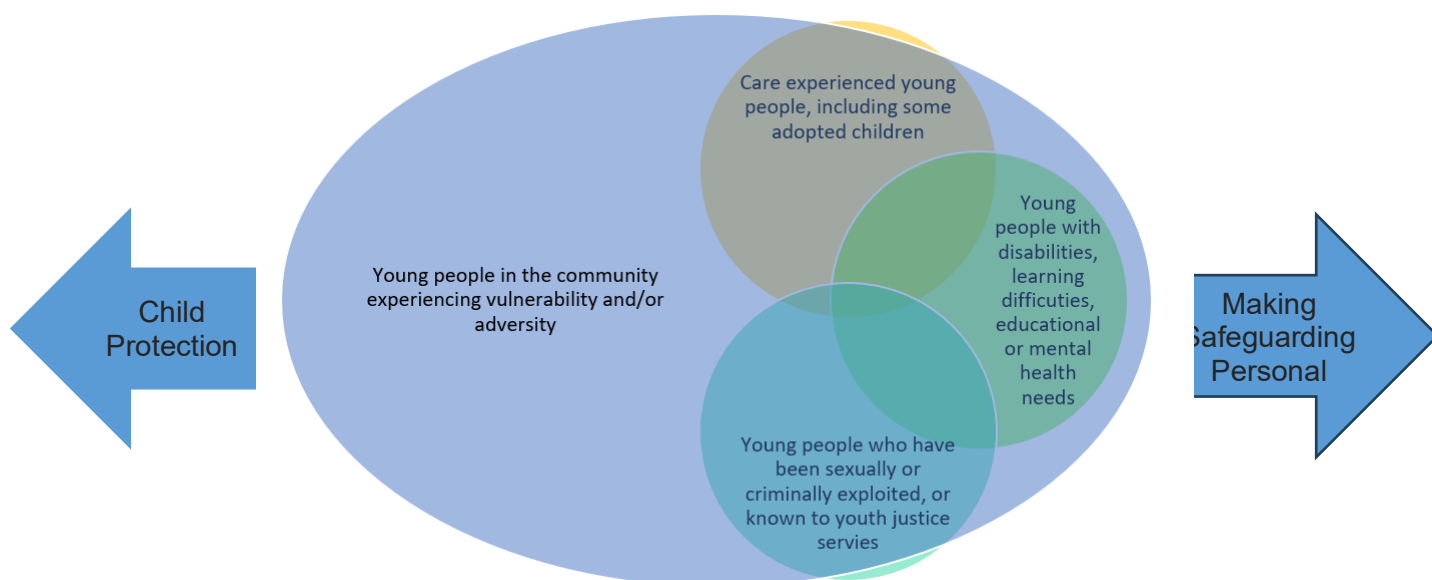 Care experienced young
people, including some
adopted children
Young
people with
disabilities,
learning
difficuties,
educational
or mental
health
needs
Young people in the community
experiencing vulnerability and/or
adversity
Child
Protection
Making
Safeguarding
Personal
Young people who have
been sexually or
criminally exploited, or
known to youth justice
servies